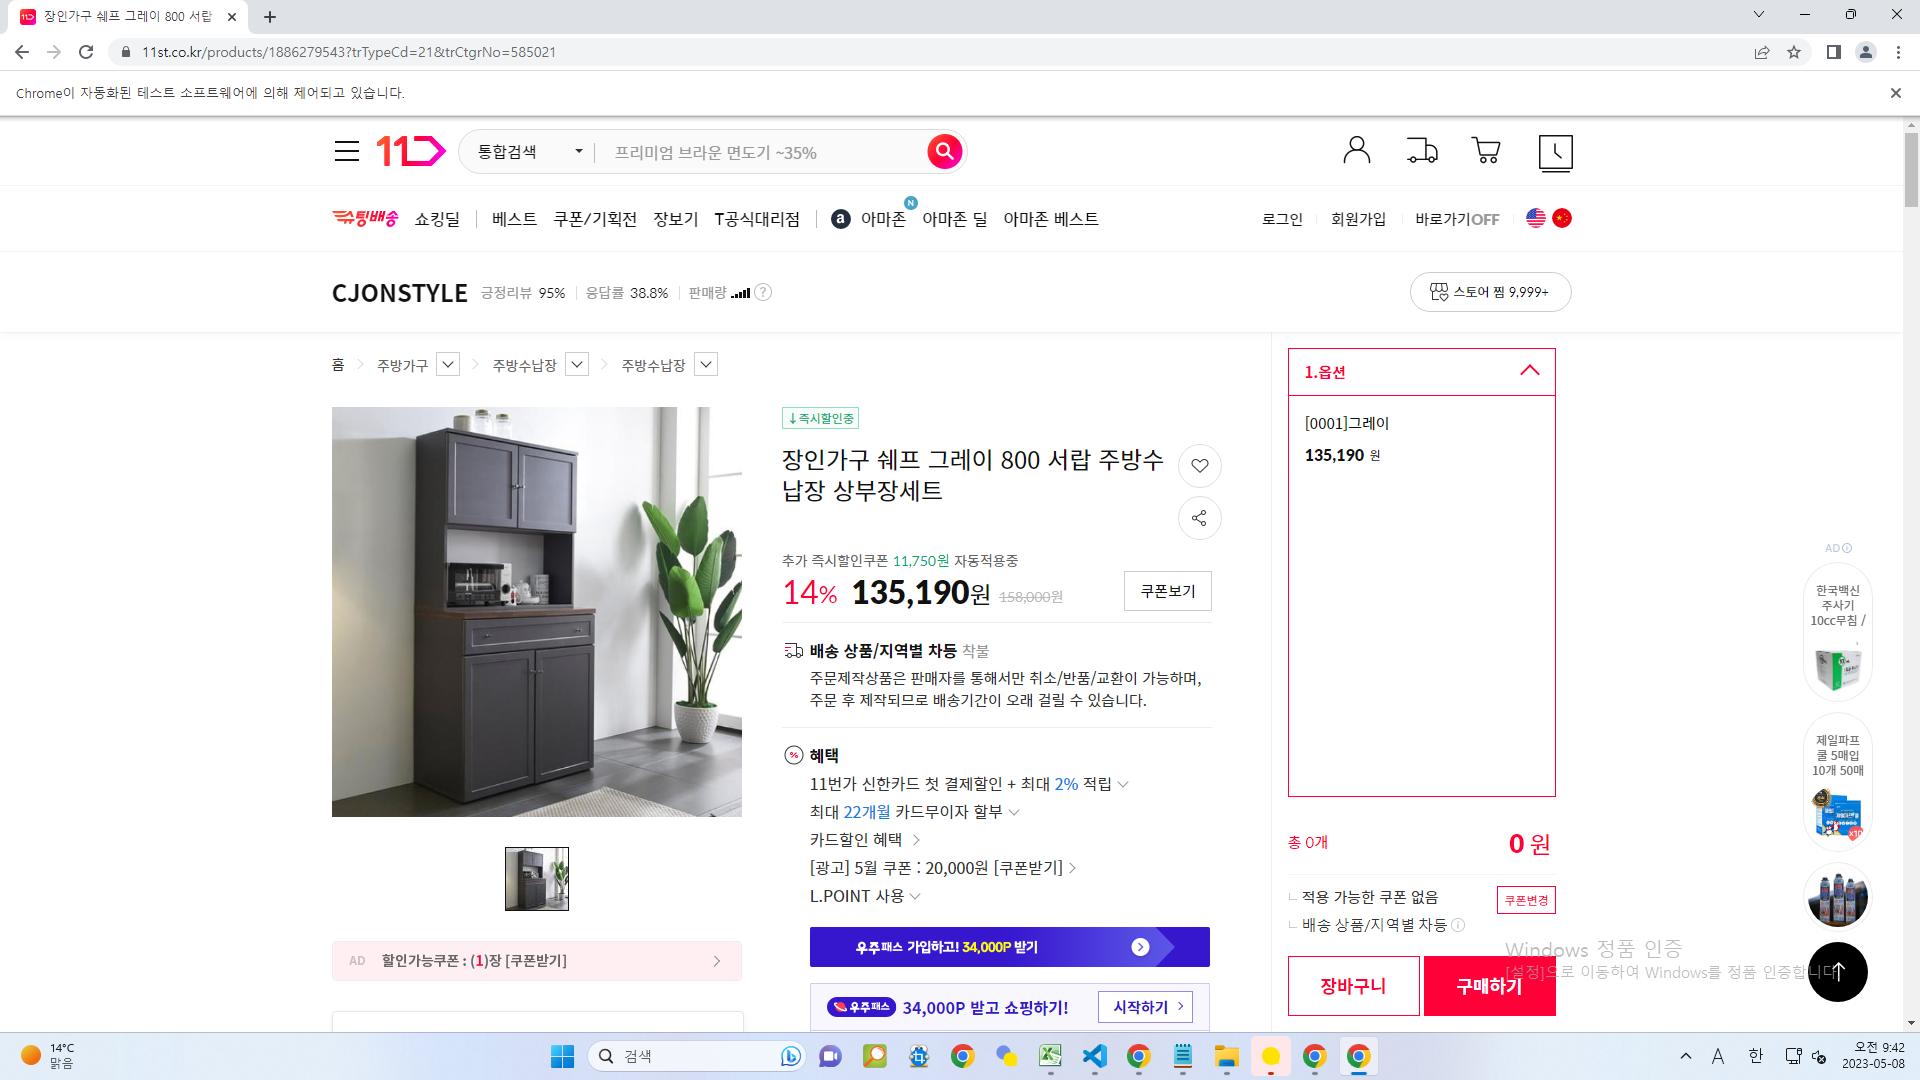 장인가구 쉐프 그레이 800 서랍
11st.co.kr/products/1886279543?trTypeCd=21&trCtgrNo=585021
Chrome이 자동화된 테스트 소프트웨어에 의해 제어되고 있습니다.
통합검색
프리미엄 브라운 면도기 ~35%
슈팅배송
쇼킹딜
베스트
쿠폰/기획전
장보기
T공식대리점
a 아마존
N
아마존 딜
아마존 베스트
로그인
회원가입
바로가기OFF
CJONSTYLE
긍정리뷰 95%
응답률 38.8%
판매량
?
스토어 찜 9,999+
홈
주방가구
주방수납장
주방수납장
↓즉시할인중
장인가구 쉐프 그레이 800 서랍 주방수
납장 상부장세트
추가 즉시할인쿠폰 11,750원 자동적용중
14% 135,190원 158,000원
쿠폰보기
배송 상품/지역별 차등 착불
주문제작상품은 판매자를 통해서만 취소/반품/교환이 가능하며,
주문 후 제작되므로 배송기간이 오래 걸릴 수 있습니다.
혜택
11번가 신한카드 첫 결제할인 + 최대 2% 적립
최대 22개월 카드무이자 할부
카드할인 혜택
[광고] 5월 쿠폰 : 20,000원 [쿠폰받기]
L.POINT 사용
우주패스 가입하고! 34,000P 받기
우주패스 34,000P 받고 쇼핑하기!
시작하기
AD 할인가능쿠폰 : (1)장 [쿠폰받기]
1.옵션
[0001]그레이
135,190 원
총 0개
0 원
적용 가능한 쿠폰 없음
쿠폰변경
배송 상품/지역별 차등
장바구니
구매하기
AD
한국백신
주사기
10cc무침 /
제일파프
쿨 5매입
10개 50매
x10
Windows 정품 인증
[설정]으로 이동하여 Windows를 정품 인증합니다
14°C
맑음
검색
A
한
오전 9:42
2023-05-08